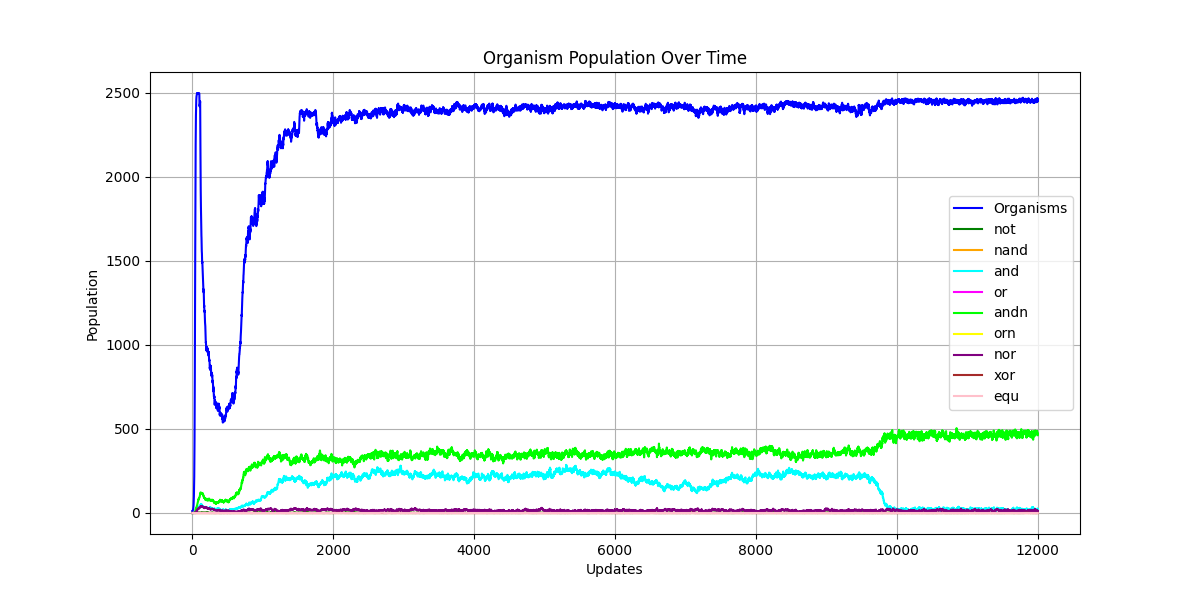 Organism Population Over Time
Population
2500
2000
1500
1000
500
0
Organisms
not
nand
and
or
andn
orn
nor
xor
equ
0 2000 4000 6000 8000 10000 12000
Updates